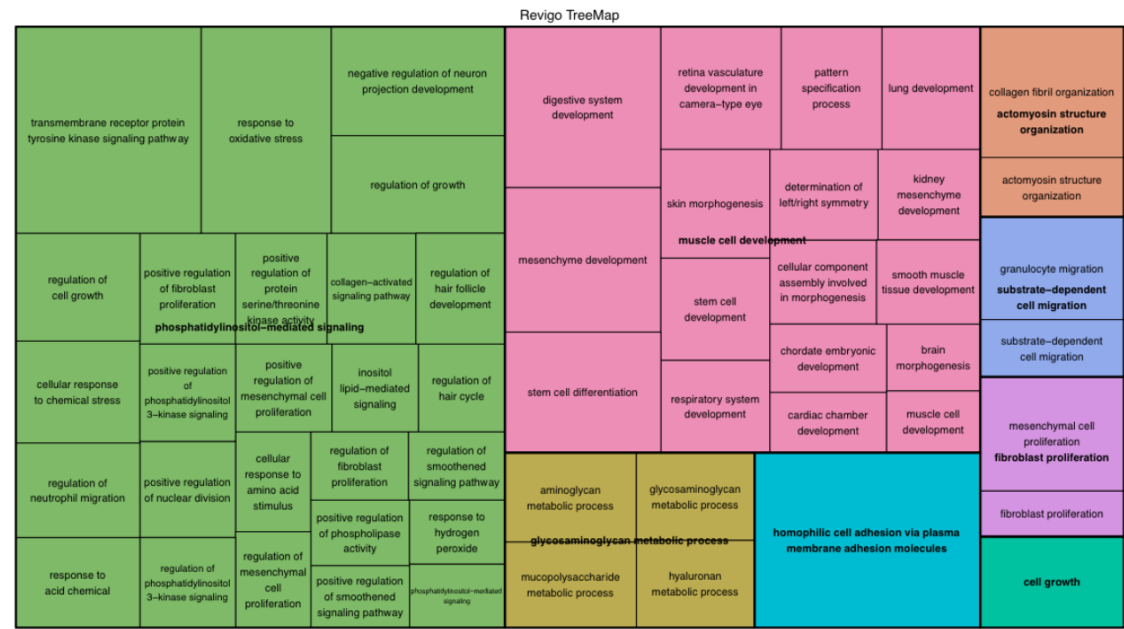 Revigo TreeMap
transmembrane receptor protein
tyrosine kinase signaling pathway
response to
oxidative stress
negative regulation of neuron
projection development
regulation of growth
regulation of
cell growth
positive regulation
of fibroblast
proliferation
positive
regulation of
protein
serine/threonine
kinase activity
collagen−activated
signaling pathway
regulation of
hair follicle
development
phosphatidylinositol−mediated signaling
cellular response
to chemical stress
positive regulation
of
phosphatidylinositol
3−kinase signaling
positive
regulation of
mesenchymal cell
proliferation
inositol
lipid−mediated
signaling
regulation of
hair cycle
regulation of
neutrophil migration
positive regulation
of nuclear division
cellular
response to
amino acid
stimulus
regulation of
fibroblast
proliferation
regulation of
smoothened
signaling pathway
positive regulation
of phospholipase
activity
response to
hydrogen
peroxide
response to
acid chemical
regulation of
phosphatidylinositol
3−kinase signaling
regulation of
mesenchymal
cell
proliferation
positive regulation
of smoothened
signaling pathway
phosphatidylinositol−mediated
signaling
digestive system
development
retina vasculature
development in
camera−type eye
pattern
specification
process
lung development
mesenchyme development
skin morphogenesis
determination of
left/right symmetry
kidney
mesenchyme
development
muscle cell development
stem cell
development
cellular component
assembly involved
in morphogenesis
smooth muscle
tissue development
stem cell differentiation
respiratory system
development
chordate embryonic
development
brain
morphogenesis
cardiac chamber
development
muscle cell
development
aminoglycan
metabolic process
glycosaminoglycan
metabolic process
glycosaminoglycan metabolic process
mucopolysaccharide
metabolic process
hyaluronan
metabolic process
homophilic cell adhesion via plasma
membrane adhesion molecules
collagen fibril organization
actomyosin structure
organization
actomyosin structure
organization
granulocyte migration
substrate−dependent
cell migration
substrate−dependent
cell migration
mesenchymal cell
proliferation
fibroblast proliferation
fibroblast proliferation
cell growth